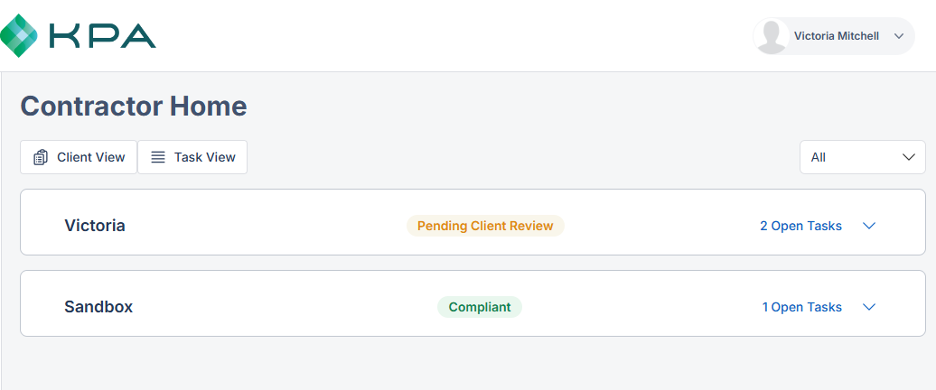 KPA
Victoria Mitchell
Contractor Home
Client View
Task View
All
Victoria
Pending Client Review
2 Open Tasks
Sandbox
Compliant
1 Open Tasks